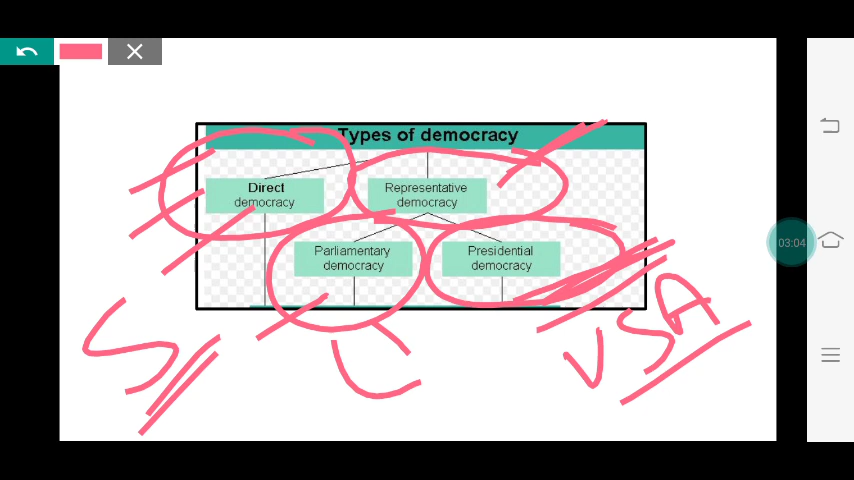 Types of democracy
Direct
democracy
Representative
democracy
Parliamentary
democracy
Presidential
democracy
03:04
S
USA